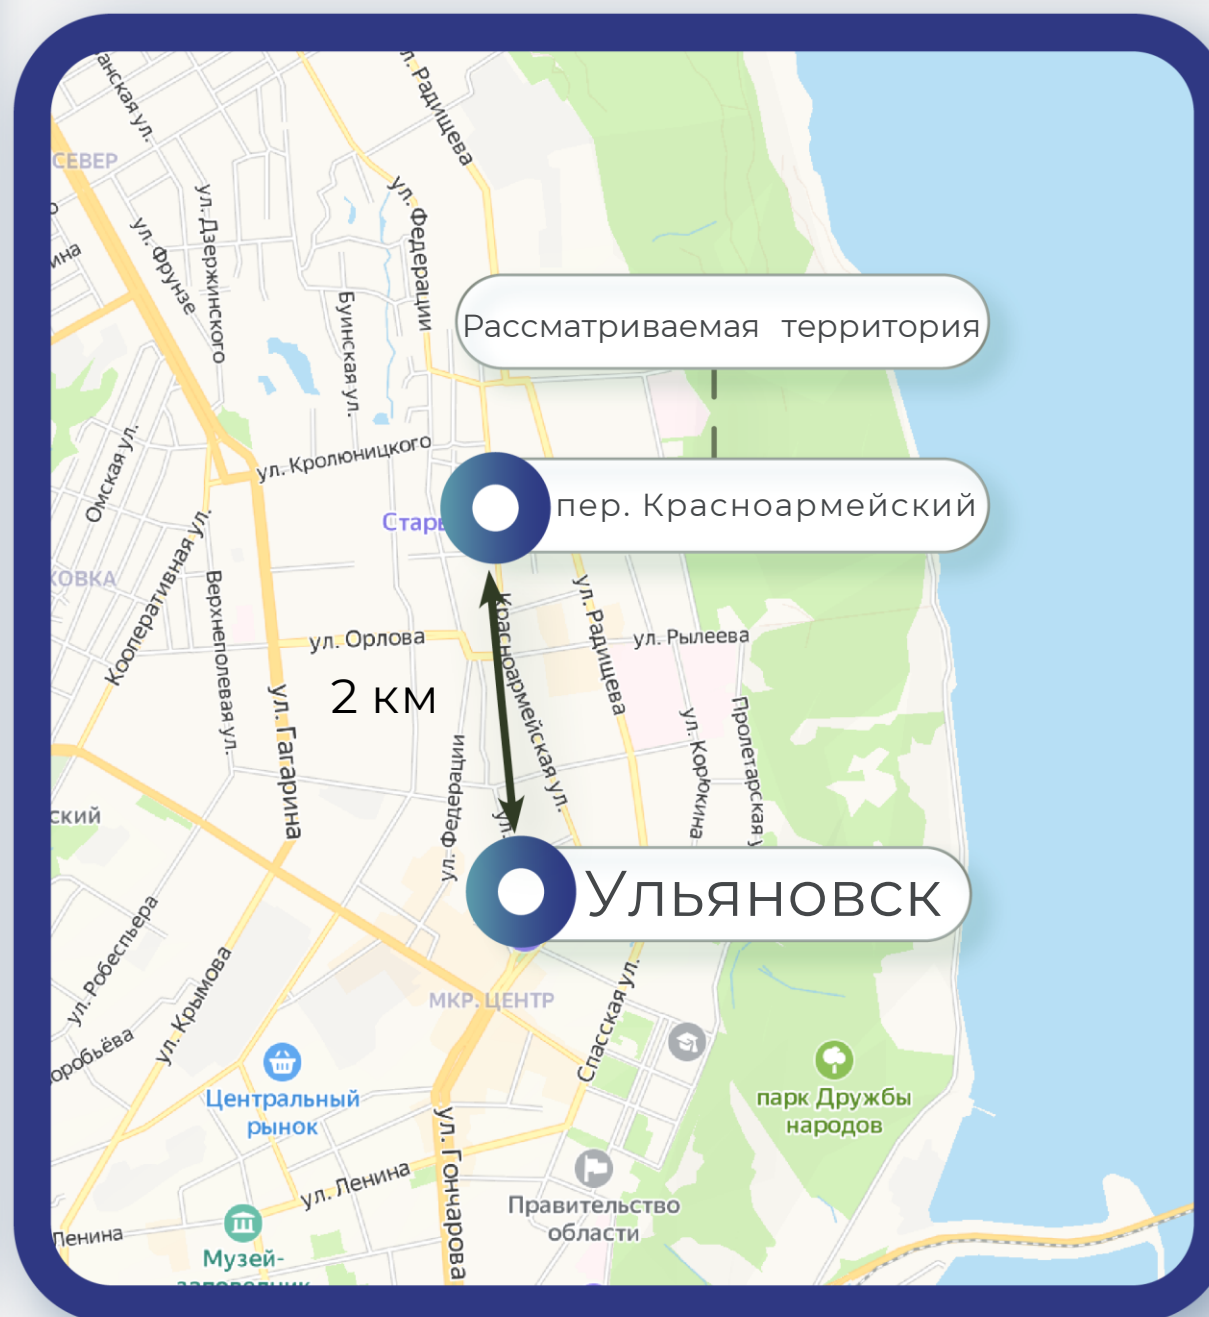 ул. Радищева
СЕВЕР
ул. Федерации
ул. Дзержинского
ул. Фрунзе
Буинская ул.
Рассматриваемая территория
ул. Кролюницкого
Омская ул.
пер. Красноармейский
Кооперативная ул.
Верхнеполевая ул.
ул. Орлова
Красноармейская ул.
ул. Радищева
ул. Рылеева
2 км
ул. Гагарина
ул. Федерации
ул. Корюкина
Пролетарская у
ул.
Ульяновск
ул. Робеспьера
ул. Крымова
МКР. ЦЕНТР
Спасская ул.
Центральный
рынок
парк Дружбы
народов
ул. Ленина
ул. Гончарова
Правительство
области
Ленина
Музей-
заповедник